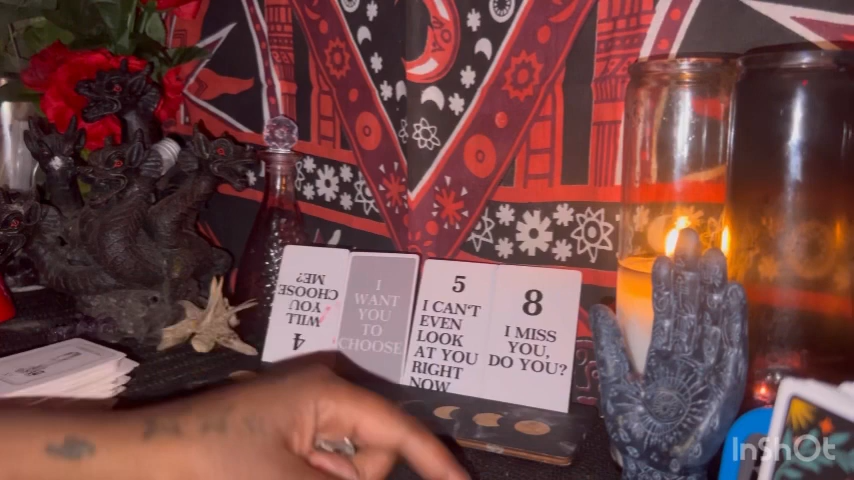 4
WILL
YOU
CHOOSE
ME?
I
WANT
YOU
TO
CHOOSE
5
I CAN'T
EVEN
LOOK
AT YOU
RIGHT
NOW
8
I MISS
YOU,
DO YOU?
InShOt